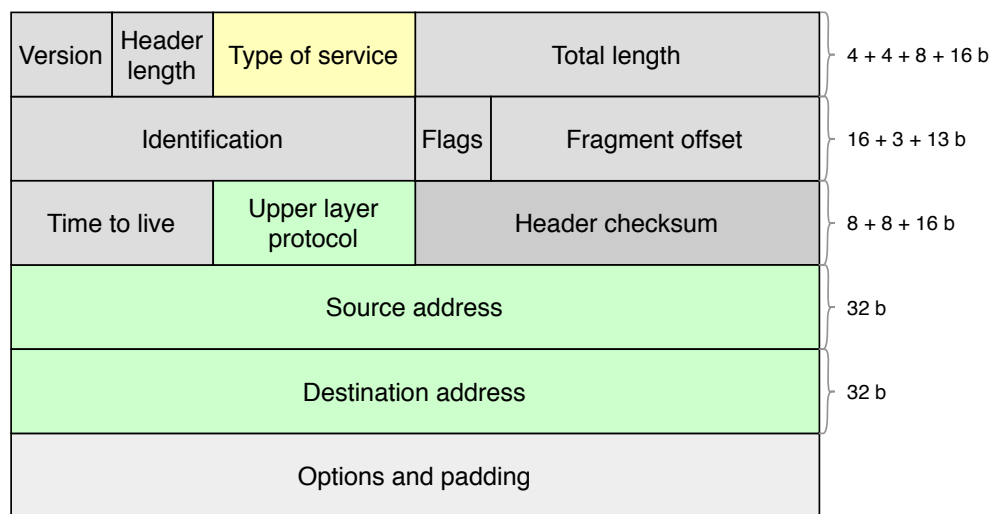 Version
Header
length
Type of service
Total length
4 + 4 + 8 + 16 b
Identification
Flags
Fragment offset
16 + 3 + 13 b
Time to live
Upper layer
protocol
Header checksum
8 + 8 + 16 b
Source address
32 b
Destination address
32 b
Options and padding